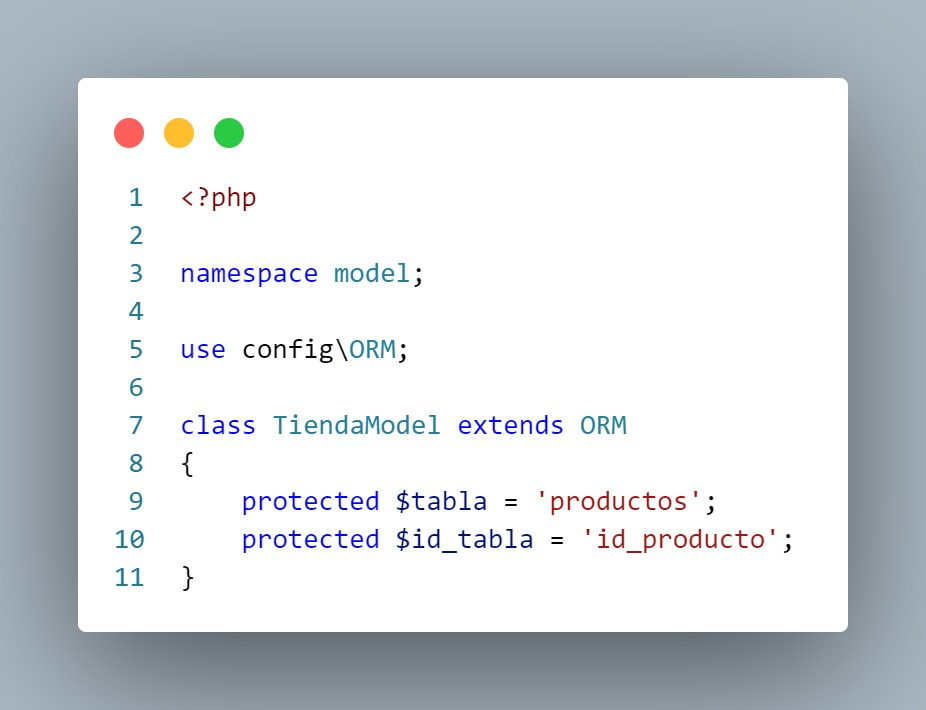 1 <?php
2
3 namespace model;
4
5 use config\ORM;
6
7 class TiendaModel extends ORM
8 {
9     protected $tabla = 'productos';
10     protected $id_tabla = 'id_producto';
11 }